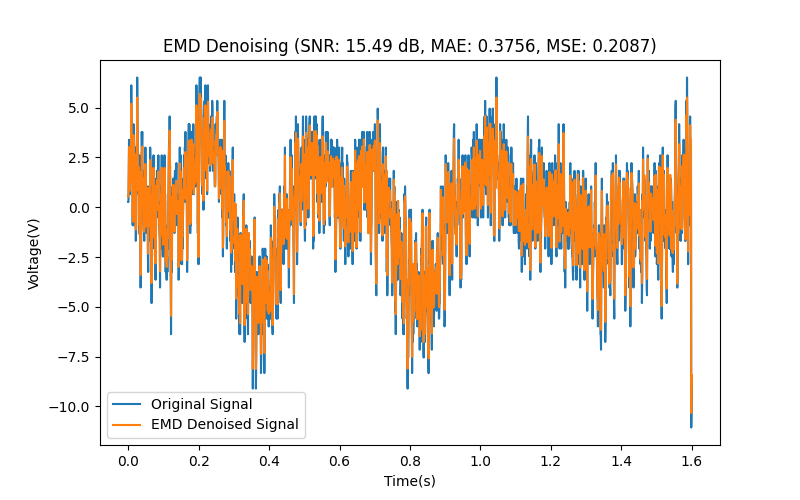 EMD Denoising (SNR: 15.49 dB, MAE: 0.3756, MSE: 0.2087)
5.0
2.5
0.0
−2.5
−5.0
−7.5
−10.0
Voltage(V)
Original Signal
EMD Denoised Signal
0.0 0.2 0.4 0.6 0.8 1.0 1.2 1.4 1.6
Time(s)